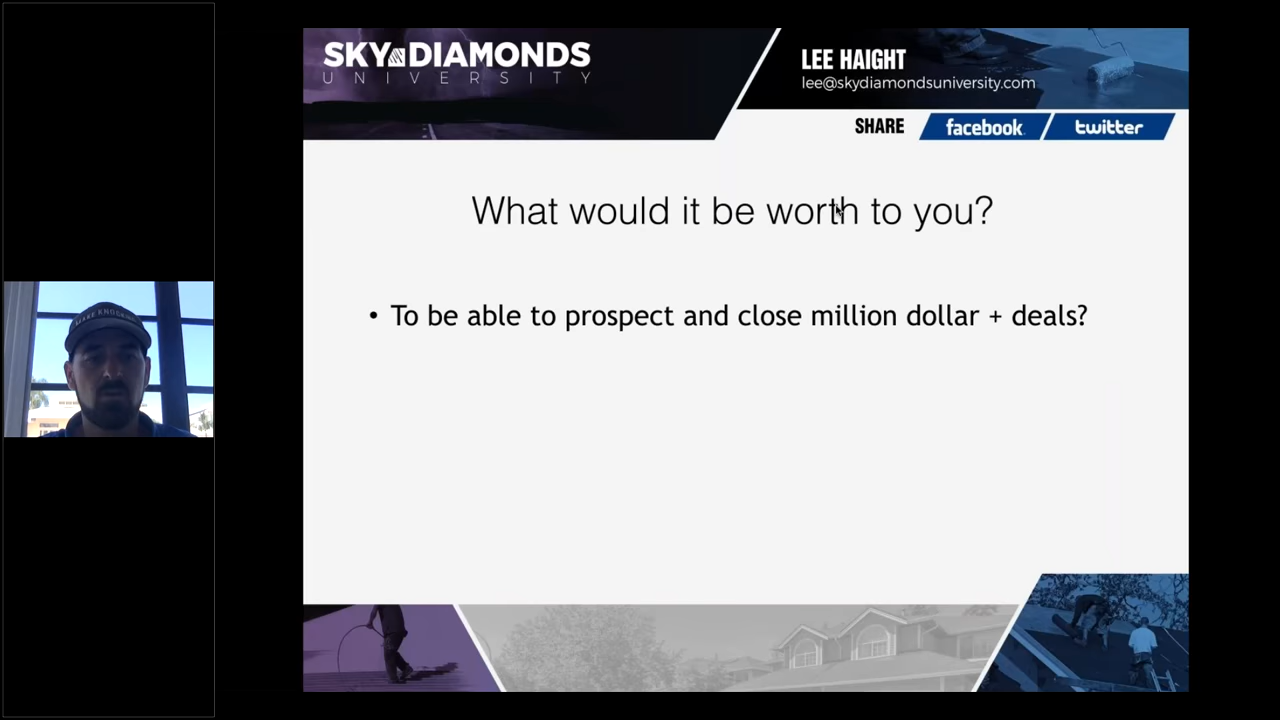 SKY DIAMONDS
UNIVERSITY
LEE HAIGHT
lee@skydiamondsuniversity.com
SHARE facebook twitter
What would it be worth to you?
• To be able to prospect and close million dollar + deals?